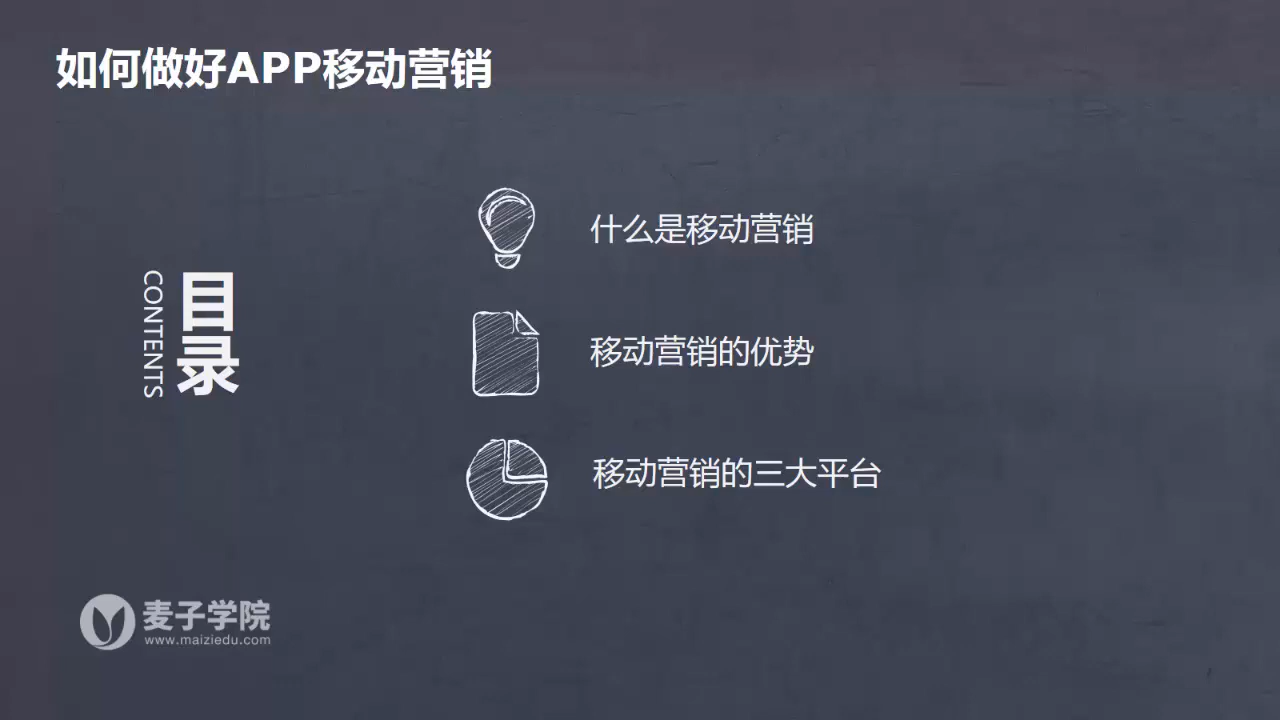 如何做好APP移动营销
目录
CONTENTS
什么是移动营销
移动营销的优势
移动营销的三大平台
麦子学院
www.maiziedu.com